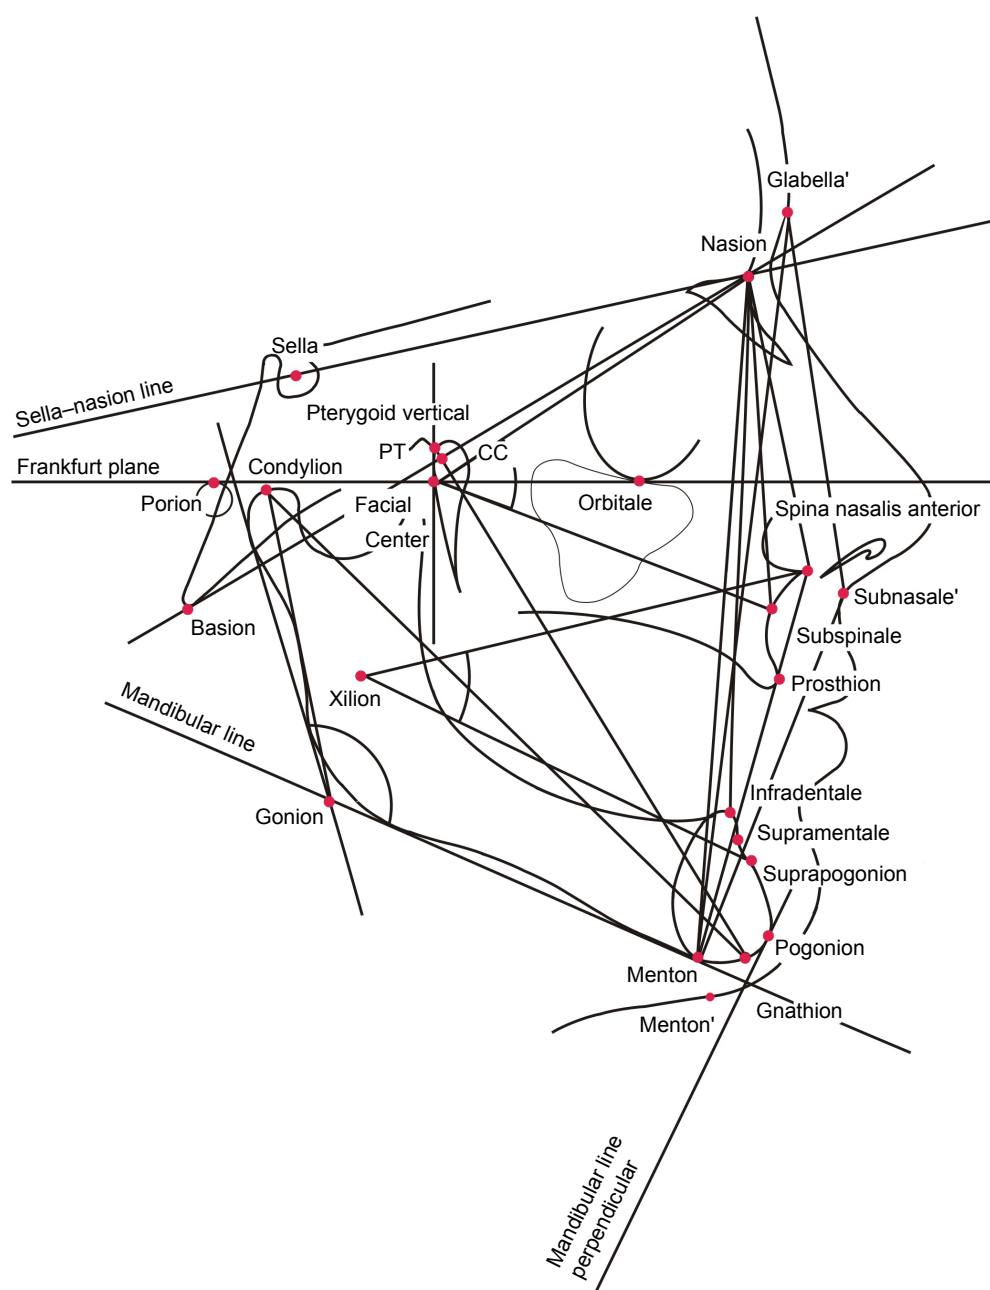 Glabella'
Nasion
Sella
Sella–nasion line
Pterygoid vertical
PT
CC
Frankfurt plane
Condylion
Porion
Facial
Center
Orbitale
Spina nasalis anterior
Basion
Subnasale'
Subspinale
Xilion
Prosthion
Mandibular line
Gonion
Infradentale
Supramentale
Suprapogonion
Pogonion
Menton
Gnathion
Menton'
Mandibular line
perpendicular